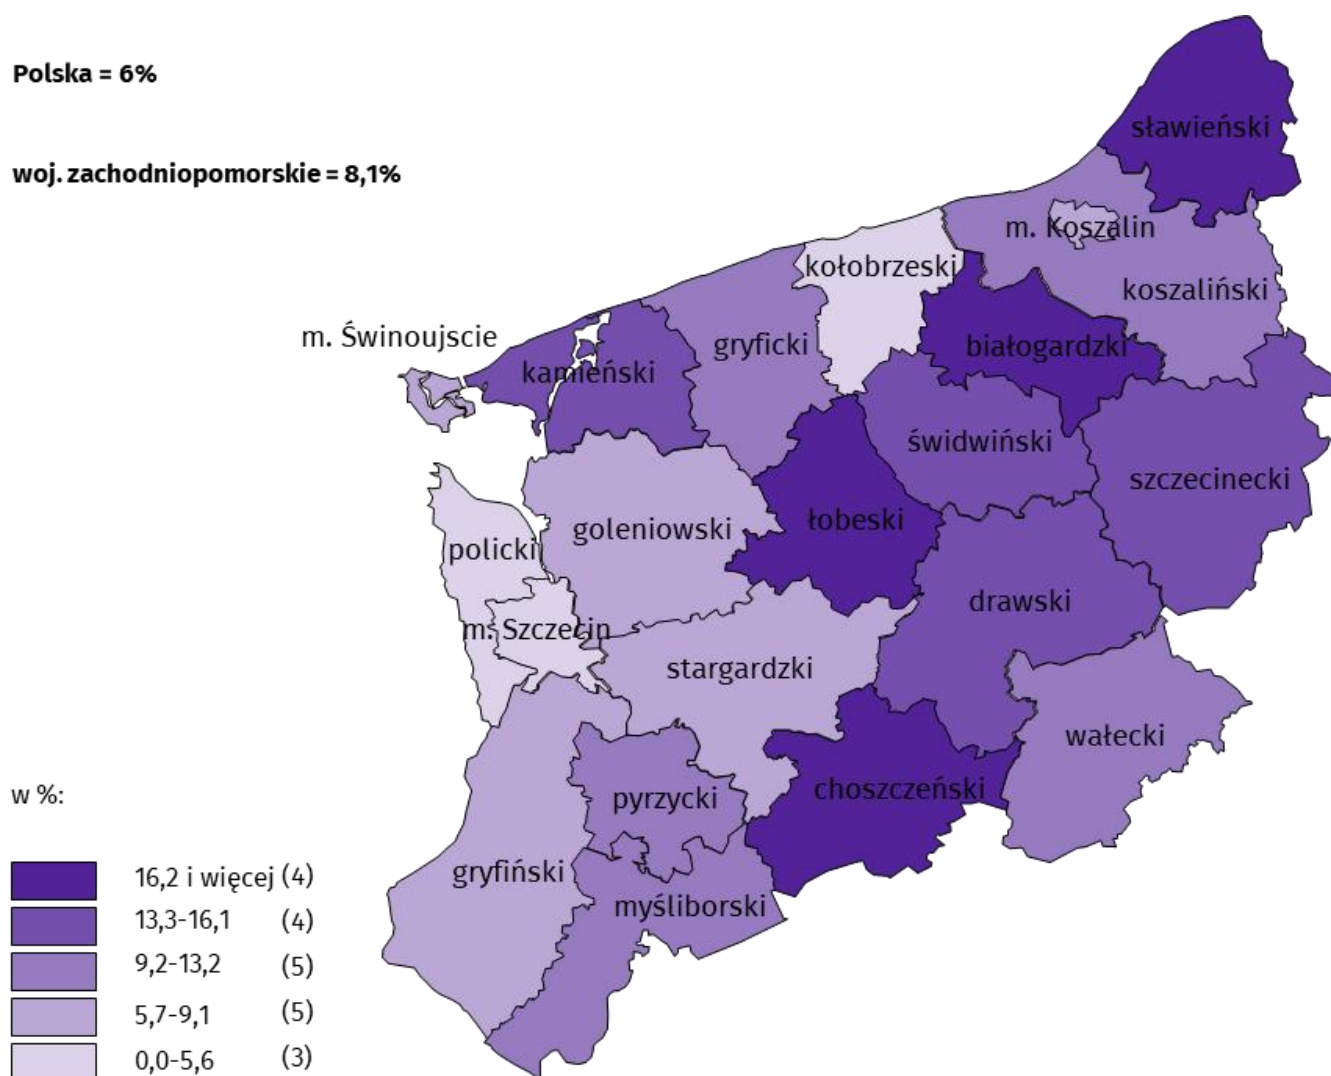 Polska = 6%
woj. zachodniopomorskie = 8,1%
sławieński
m. Koszalin
kołobrzeski
koszaliński
m. Świnoujscie
gryficki
białogardzki
kamieński
świdwiński
szczecinecki
łobeski
goleniowski
policki
drawski
m. Szczecin
stargardzki
wałecki
choszczeński
pyrzycki
gryfiński
myśliborski
w %:
16,2 i więcej (4)
13,3-16,1 (4)
9,2-13,2 (5)
5,7-9,1 (5)
0,0-5,6 (3)